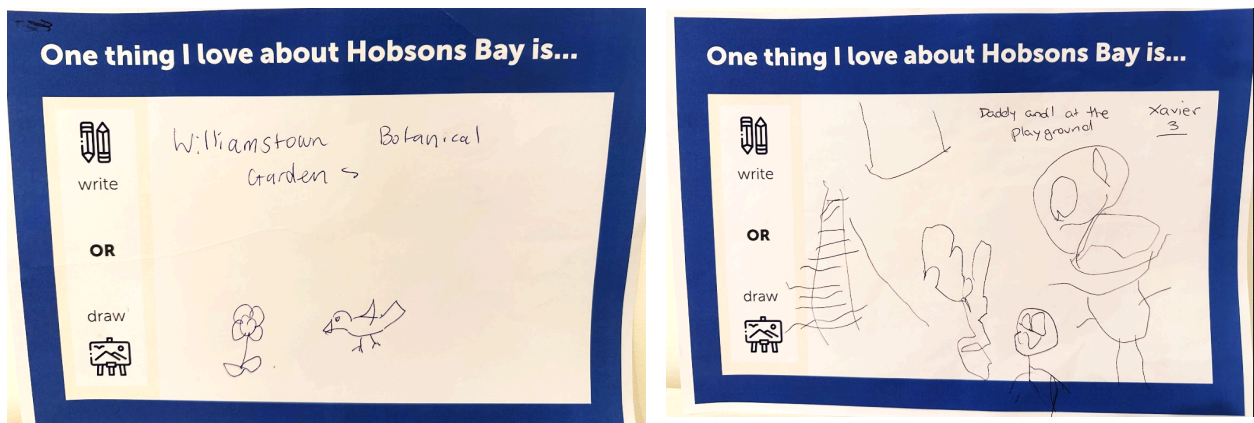 One thing I love about Hobsons Bay is...
write
OR
draw
Williamstown Botanical
Gardens
One thing I love about Hobsons Bay is...
write
OR
draw
Daddy and I at the
playground
Xavier
3